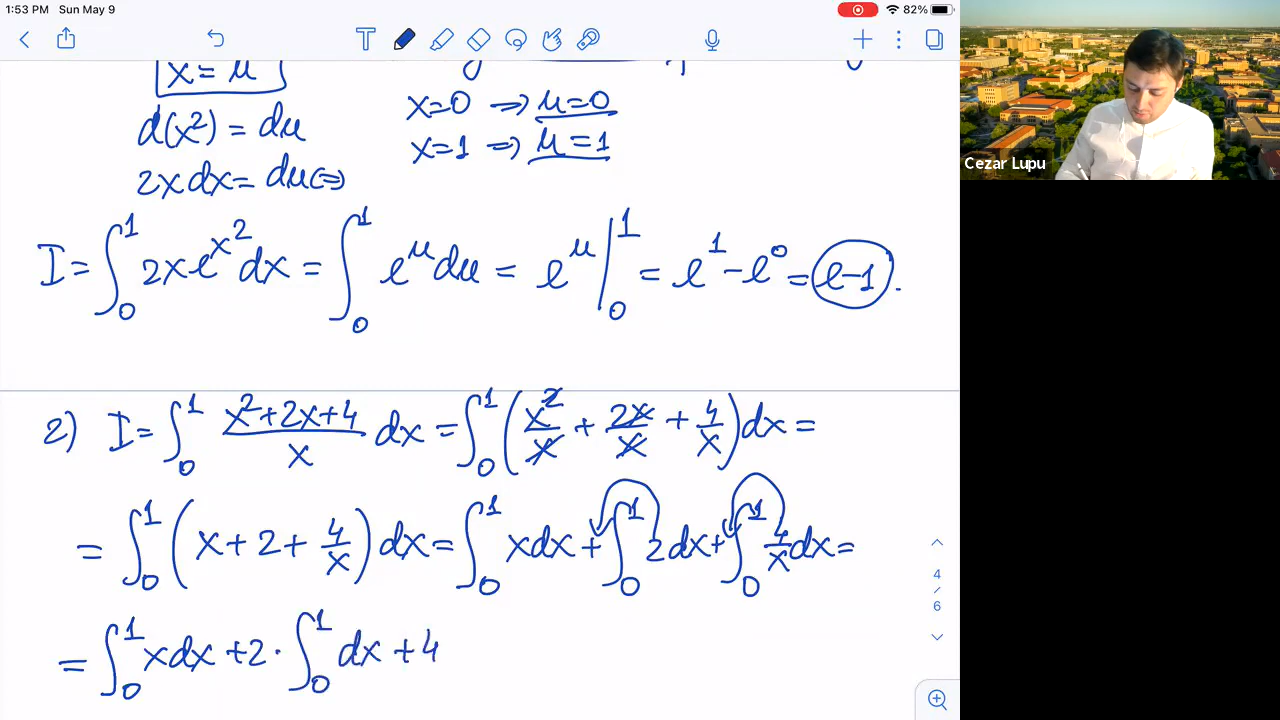 1:53 PM Sun May 9
82%
x = u
d(x²) = du
2x dx = du ⇔
x=0 ⇒ u=0
x=1 ⇒ u=1
Cezar Lupu
I = ∫₀¹ 2x e^{x²} dx = ∫₀¹ e^u du = e^u |₀¹ = e¹ - e⁰ = e-1.
2) I = ∫₀¹ (x²+2x+4)/x dx = ∫₀¹ (x²/x + 2x/x + 4/x) dx =
= ∫₀¹ (x + 2 + 4/x) dx = ∫₀¹ x dx + ∫₀¹ 2 dx + ∫₀¹ 4/x dx =
= ∫₀¹ x dx + 2 · ∫₀¹ dx + 4
4
/
6